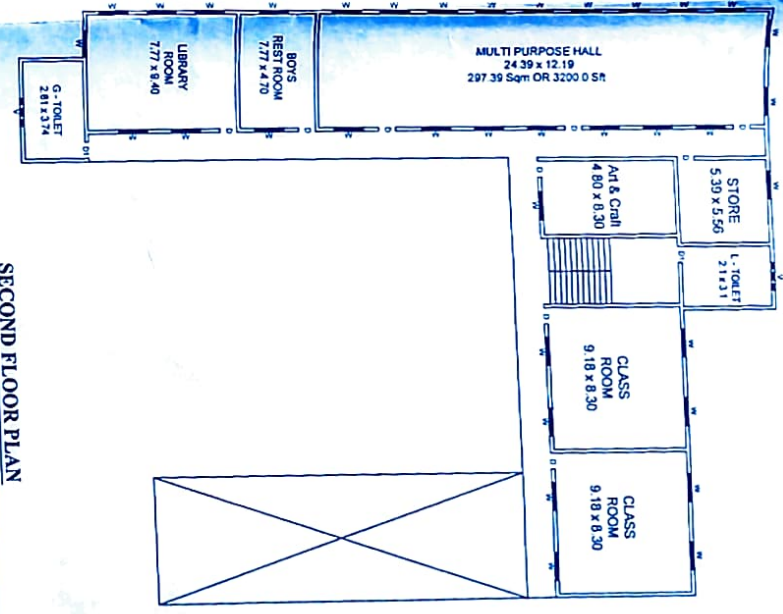 MULTI PURPOSE HALL
24.39 x 12.19
297.39 Sqm OR 3200 0 Sft
BOYS
REST ROOM
7.77 x 4.70
LIBRARY
ROOM
7.77 x 9.40
G - TOILET
2.61 x 3.74
STORE
5.39 x 5.56
Art & Craft
4.80 x 8.30
L - TOILET
2.1 x 3.1
CLASS
ROOM
9.18 x 8.30
CLASS
ROOM
9.18 x 8.30
SECOND FLOOR PLAN